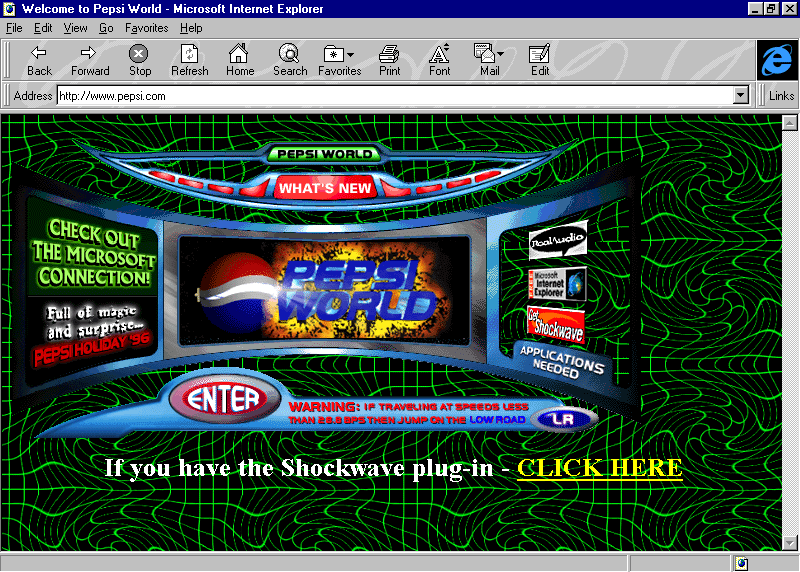 Welcome to Pepsi World - Microsoft Internet Explorer
File Edit View Go Favorites Help
Back Forward Stop Refresh Home Search Favorites Print Font Mail Edit
Address http://www.pepsi.com Links
PEPSI WORLD
WHAT'S NEW
CHECK OUT
THE MICROSOFT
CONNECTION!
Full of magic
and surprise...
PEPSI HOLIDAY '96
PEPSI
WORLD
RealAudio
Microsoft
Internet
Explorer
Get
Shockwave
APPLICATIONS
NEEDED
ENTER
WARNING: IF TRAVELING AT SPEEDS LESS
THAN 28.8 BPS THEN JUMP ON THE LOW ROAD
LR
If you have the Shockwave plug-in - CLICK HERE